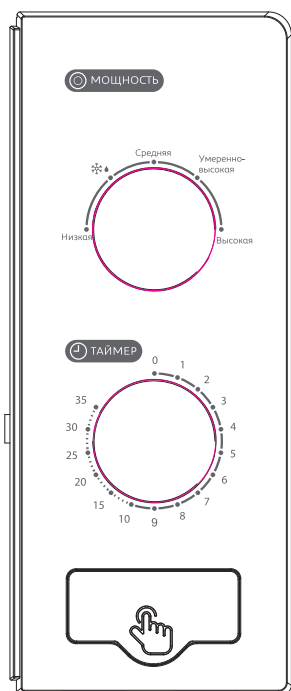 МОЩНОСТЬ
Средняя
Умеренно-
высокая
Низкая
Высокая
ТАЙМЕР
0
1
2
3
4
5
6
7
8
9
10
15
20
25
30
35